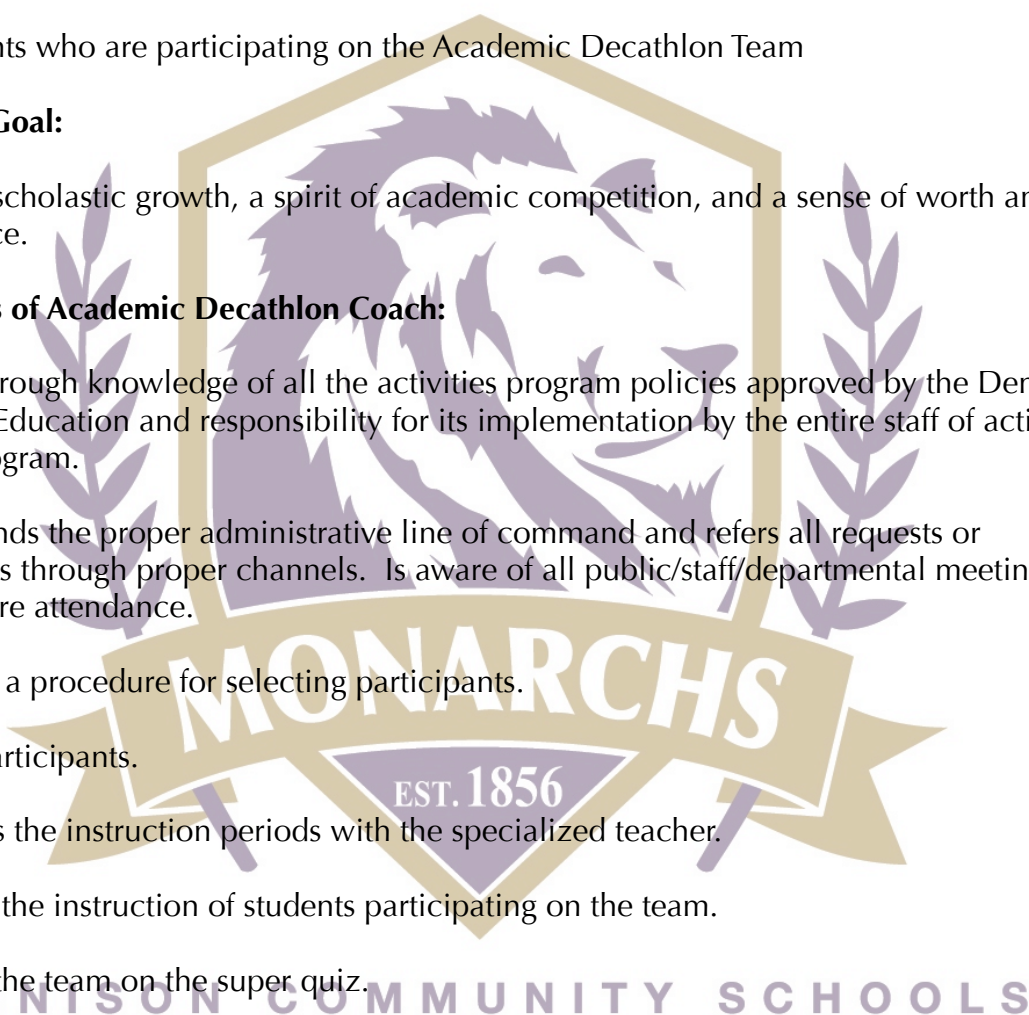 nts who are participating on the Academic Decathlon Team
Goal:
scholastic growth, a spirit of academic competition, and a sense of worth an
ce.
s of Academic Decathlon Coach:
rough knowledge of all the activities program policies approved by the Den
Education and responsibility for its implementation by the entire staff of acti
ogram.
nds the proper administrative line of command and refers all requests or
s through proper channels.  Is aware of all public/staff/departmental meetin
re attendance.
MONARCHS
a procedure for selecting participants.
articipants.
EST. 1856
s the instruction periods with the specialized teacher.
the instruction of students participating on the team.
the team on the super quiz.
NISON COMMUNITY SCHOOLS